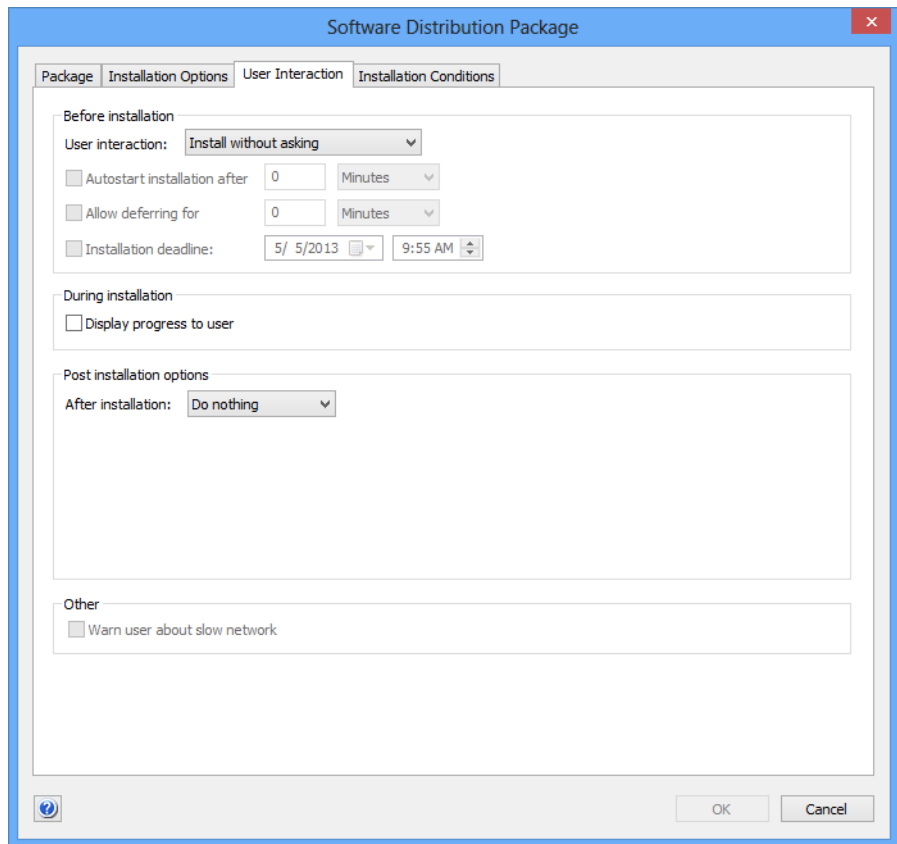 Software Distribution Package
Package Installation Options User Interaction Installation Conditions
Before installation
User interaction: Install without asking
Autostart installation after 0 Minutes
Allow deferring for 0 Minutes
Installation deadline: 5/ 5/2013 9:55 AM
During installation
Display progress to user
Post installation options
After installation: Do nothing
Other
Warn user about slow network
OK Cancel